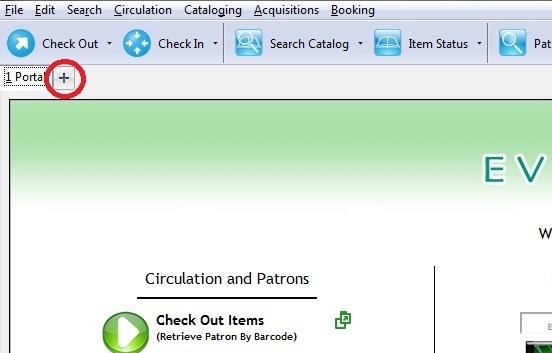 File Edit Search Circulation Cataloging Acquisitions Booking
Check Out Check In Search Catalog Item Status
1 Portal
EV
W
Circulation and Patrons
Check Out Items
(Retrieve Patron By Barcode)